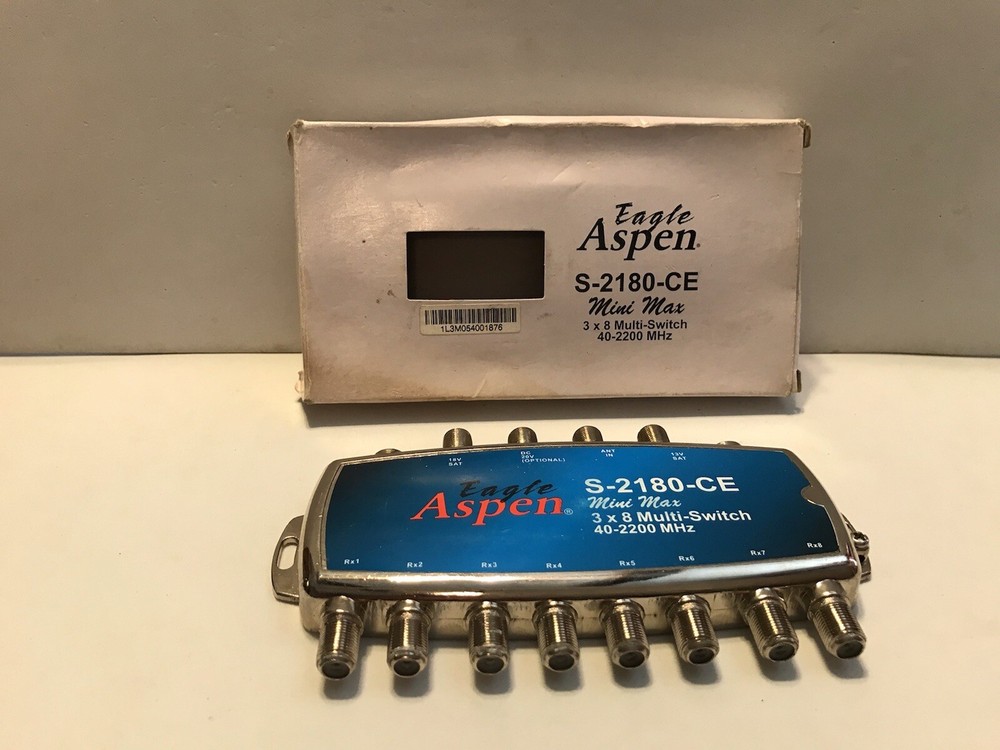 Eagle
Aspen®
S-2180-CE
Mini Max
3 x 8 Multi-Switch
40-2200 MHz
1L3M054001876
18V
SAT
DC
20V
(OPTIONAL)
ANT
IN
13V
SAT
Eagle
Aspen®
S-2180-CE
Mini Max
3 x 8 Multi-Switch
40-2200 MHz
Rx1 Rx2 Rx3 Rx4 Rx5 Rx6 Rx7 Rx8